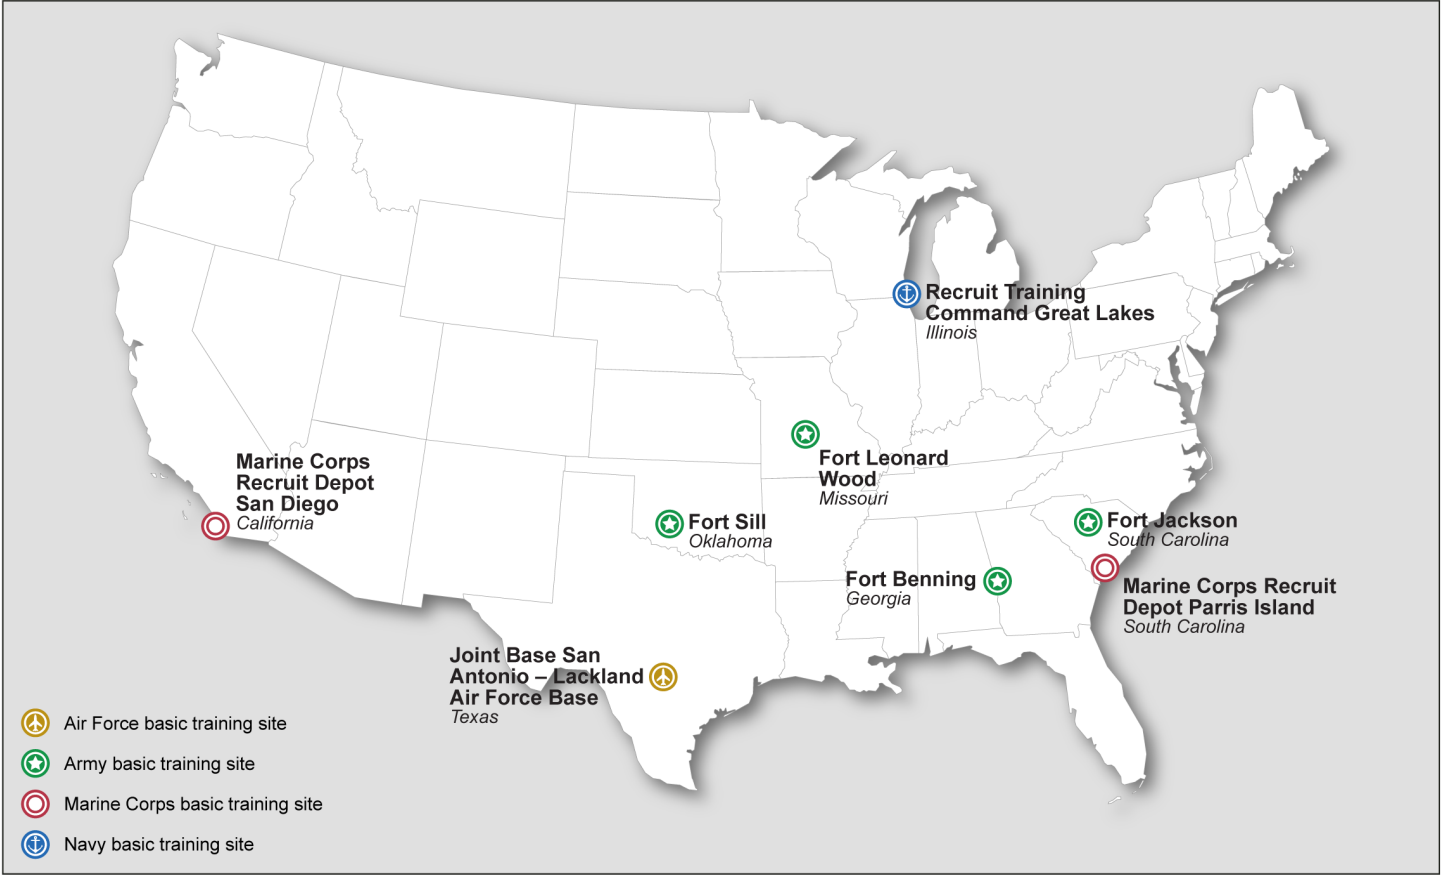 Recruit Training
Command Great Lakes
Illinois
Fort Leonard
Wood
Missouri
Marine Corps
Recruit Depot
San Diego
California
Fort Sill
Oklahoma
Fort Jackson
South Carolina
Fort Benning
Georgia
Marine Corps Recruit
Depot Parris Island
South Carolina
Joint Base San
Antonio – Lackland
Air Force Base
Texas
Air Force basic training site
Army basic training site
Marine Corps basic training site
Navy basic training site